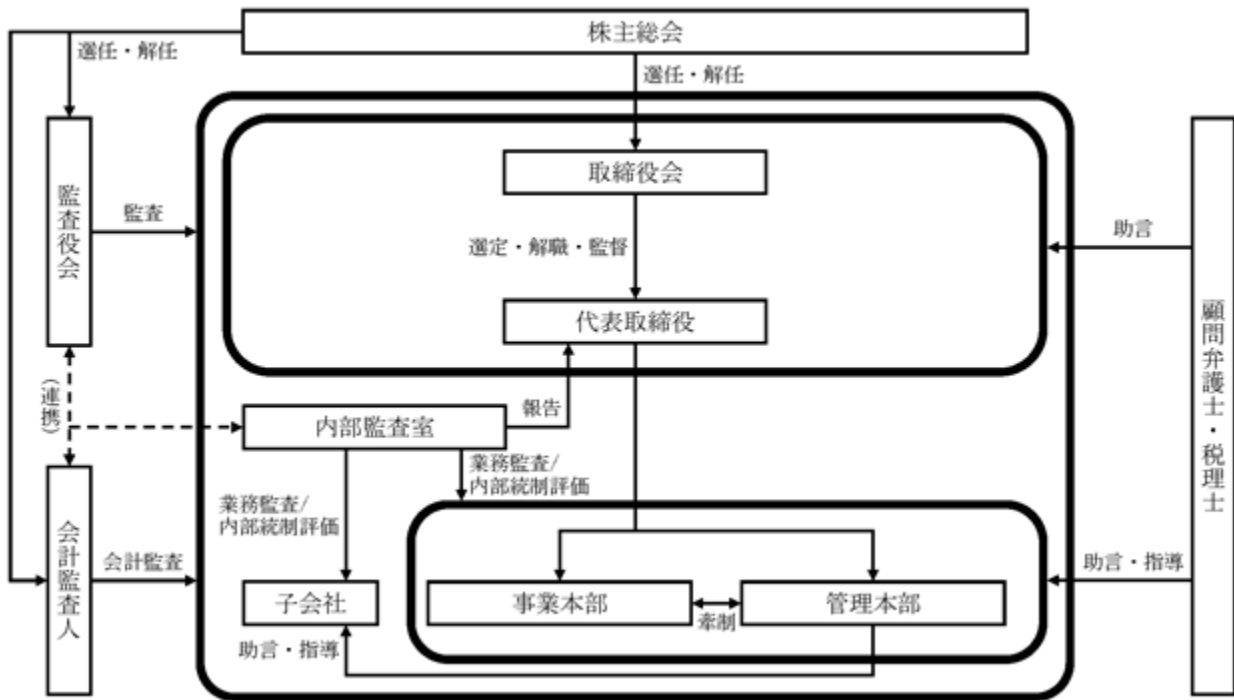 株主総会
選任・解任
選任・解任
監査役会
監査
取締役会
選定・解職・監督
代表取締役
助言
顧問弁護士・税理士
(連携)
内部監査室
報告
業務監査/
内部統制評価
業務監査/
内部統制評価
会計監査人
会計監査
子会社
事業本部
牽制
管理本部
助言・指導
助言・指導